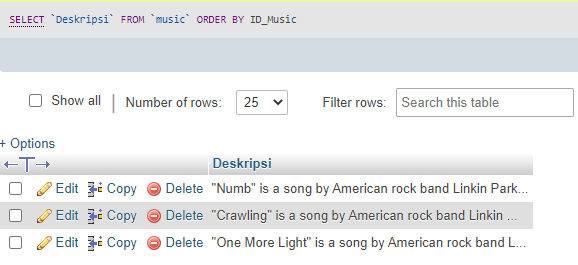 SELECT `Deskripsi` FROM `music` ORDER BY ID_Music
Show all | Number of rows: 25 Filter rows: Search this table
+ Options
←T→ Deskripsi
Edit Copy Delete "Numb" is a song by American rock band Linkin Park...
Edit Copy Delete "Crawling" is a song by American rock band Linkin ...
Edit Copy Delete "One More Light" is a song by American rock band L...